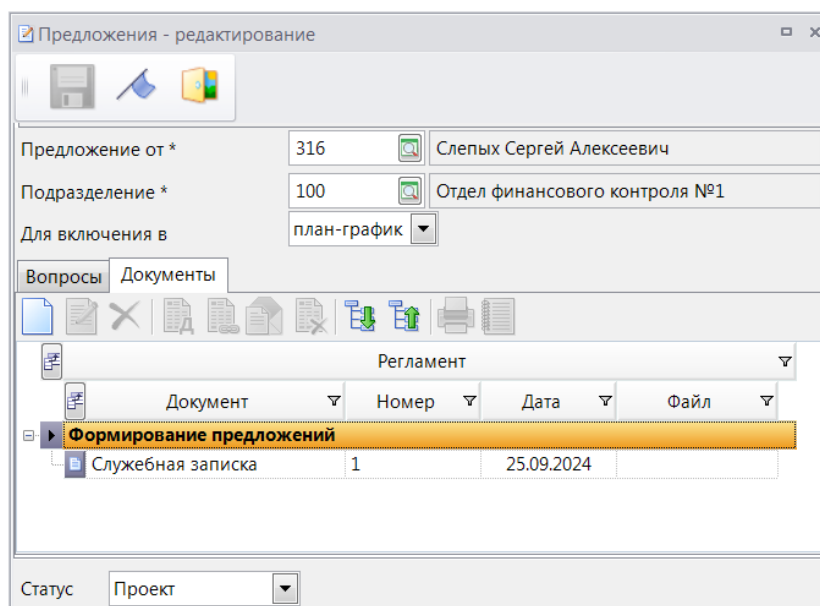 Предложения - редактирование
Предложение от * 316 Слепых Сергей Алексеевич
Подразделение * 100 Отдел финансового контроля №1
Для включения в план-график
Вопросы Документы
Регламент
Документ Номер Дата Файл
Формирование предложений
Служебная записка 1 25.09.2024
Статус Проект